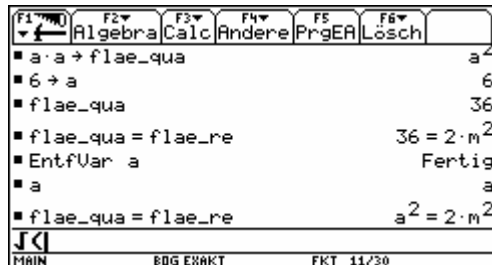 F1 F2 F3 F4 F5 F6
Algebra Calc Andere PrgEA Lösch
a·a→flae_qua a²
6→a 6
flae_qua 36
flae_qua=flae_re 36=2·m²
EntfVar a Fertig
a a
flae_qua=flae_re a²=2·m²
√(
MAIN BOG EXAKT FKT 11/30